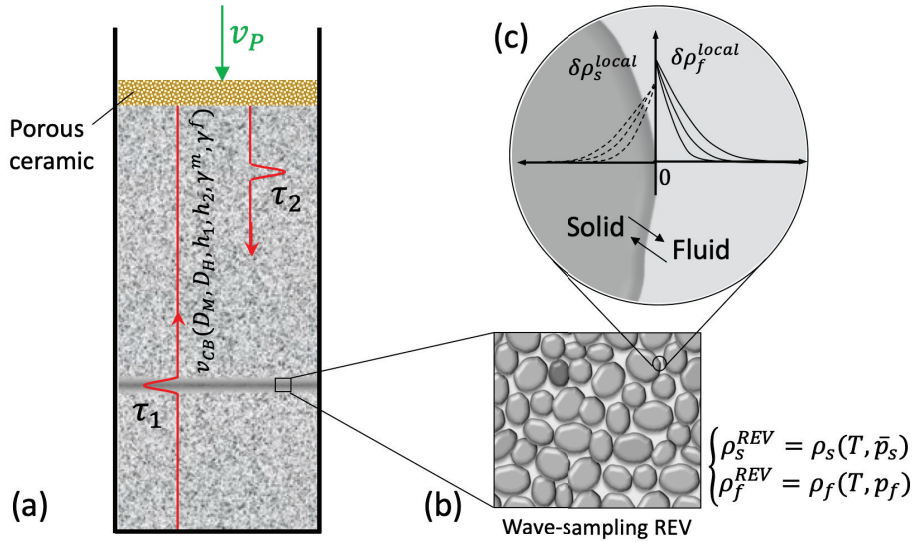 (a)
v_P
Porous
ceramic
τ_1
v_CB(D_M, D_H, h_1, h_2, γ^m, γ^f)
τ_2
(c)
δρ_s^local
δρ_f^local
0
Solid
Fluid
(b)
Wave-sampling REV
ρ_s^REV = ρ_s(T, p̄_s)
ρ_f^REV = ρ_f(T, p_f)